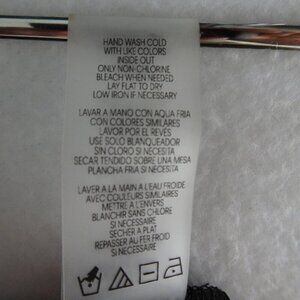 HAND WASH COLD
WITH LIKE COLORS
INSIDE OUT
ONLY NON-CHLORINE
BLEACH WHEN NEEDED
LAY FLAT TO DRY
LOW IRON IF NECESSARY
LAVAR A MANO CON AQUA FRIA
CON COLORES SIMILARES
LAVOR POR EL REVÉS
USE SOLO BLANQUEADOR
SIN CLORO SI NECESITA
SECAR TENDIDO SOBRE UNA MESA
PLANCHA FRIA SI NECESITA
LAVER A LA MAIN A L'EAU FROIDE
AVEC COULEURS SIMILAIRES
METTRE A L'ENVERS
BLANCHIR SANS CHLORE
SI NECESSAIRE
SECHER A PLAT
REPASSER AU FER FROID
SI NECESSAIRE